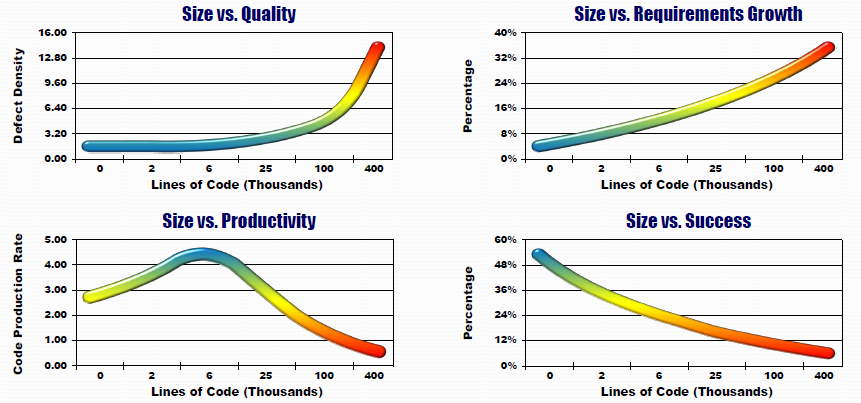 Size vs. Quality
Defect Density
16.00
12.80
9.60
6.40
3.20
0.00
0 2 6 25 100 400
Lines of Code (Thousands)
Size vs. Requirements Growth
Percentage
40%
32%
24%
16%
8%
0%
0 2 6 25 100 400
Lines of Code (Thousands)
Size vs. Productivity
Code Production Rate
5.00
4.00
3.00
2.00
1.00
0.00
0 2 6 25 100 400
Lines of Code (Thousands)
Size vs. Success
Percentage
60%
48%
36%
24%
12%
0%
0 2 6 25 100 400
Lines of Code (Thousands)